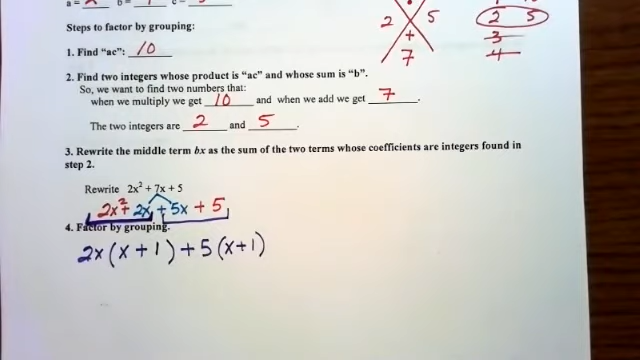 a = 2 b = 7 c =
Steps to factor by grouping:
1. Find "ac": 10
2. Find two integers whose product is "ac" and whose sum is "b".
So, we want to find two numbers that:
when we multiply we get 10 and when we add we get 7.
The two integers are 2 and 5.
3. Rewrite the middle term bx as the sum of the two terms whose coefficients are integers found in
step 2.
Rewrite 2x² + 7x + 5
2x² + 2x + 5x + 5
4. Factor by grouping.
2x(x + 1) + 5(x+1)
2 5
+
7
2 5
3
4